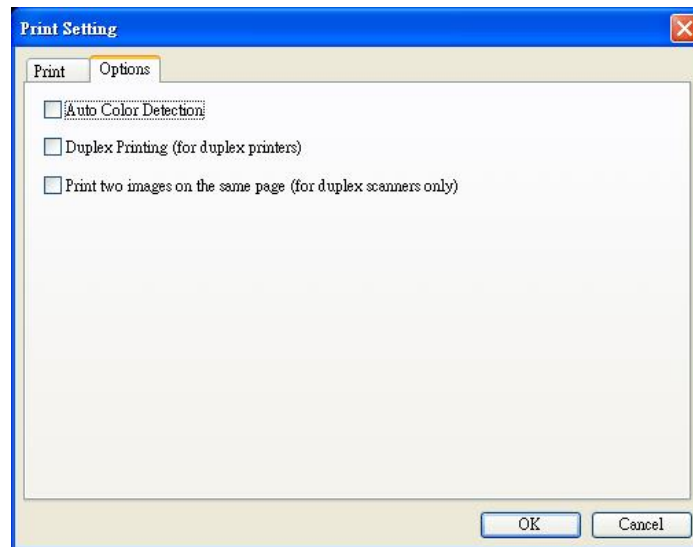 Print Setting
Print Options
Auto Color Detection
Duplex Printing (for duplex printers)
Print two images on the same page (for duplex scanners only)
OK Cancel